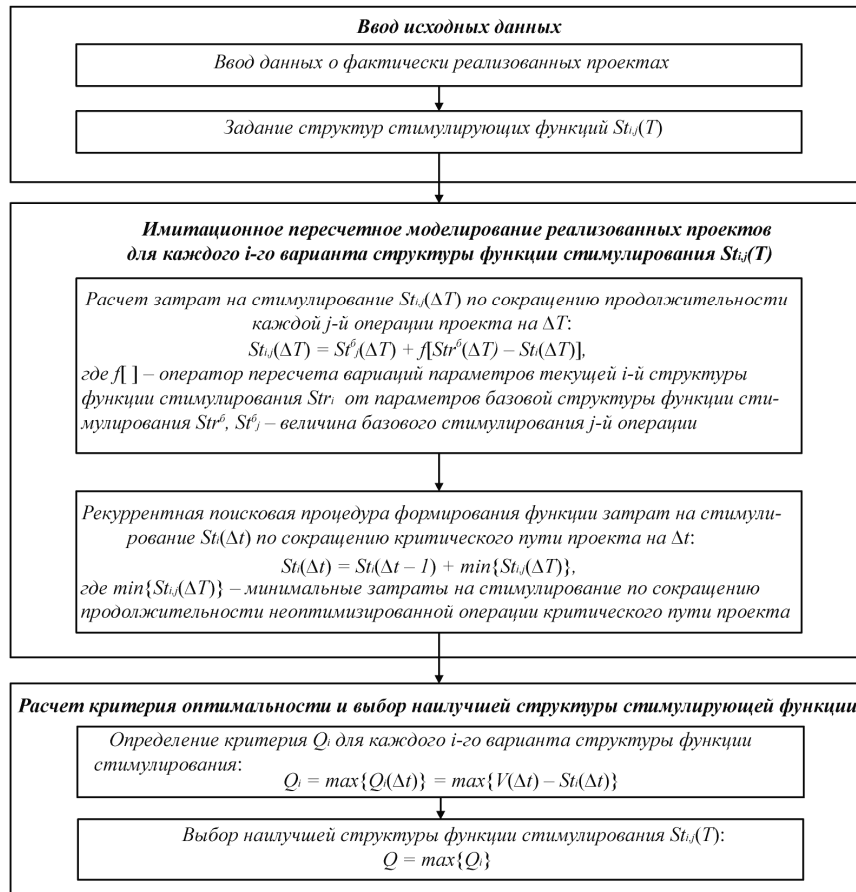 Ввод исходных данных
Ввод данных о фактически реализованных проектах
Задание структур стимулирующих функций Sti,j(T)
Имитационное пересчетное моделирование реализованных проектов
для каждого i-го варианта структуры функции стимулирования Sti,j(T)
Расчет затрат на стимулирование Sti,j(ΔT) по сокращению продолжительности
каждой j-й операции проекта на ΔT:
Sti,j(ΔT) = Stбj(ΔT) + f[Strб(ΔT) – Sti(ΔT)],
где f[ ] – оператор пересчета вариаций параметров текущей i-й структуры
функции стимулирования Stri от параметров базовой структуры функции сти-
мулирования Strб, Stбj – величина базового стимулирования j-й операции
Рекуррентная поисковая процедура формирования функции затрат на стимули-
рование Sti(Δt) по сокращению критического пути проекта на Δt:
Sti(Δt) = Sti(Δt - 1) + min{Sti,j(ΔT)},
где min{Sti,j(ΔT)} – минимальные затраты на стимулирование по сокращению
продолжительности неоптимизированной операции критического пути проекта
Расчет критерия оптимальности и выбор наилучшей структуры стимулирующей функции
Определение критерия Qi для каждого i-го варианта структуры функции
стимулирования:
Qi = max{Qi(Δt)} = max{V(Δt) – Sti(Δt)}
Выбор наилучшей структуры функции стимулирования Sti,j(T):
Q = max{Qi}